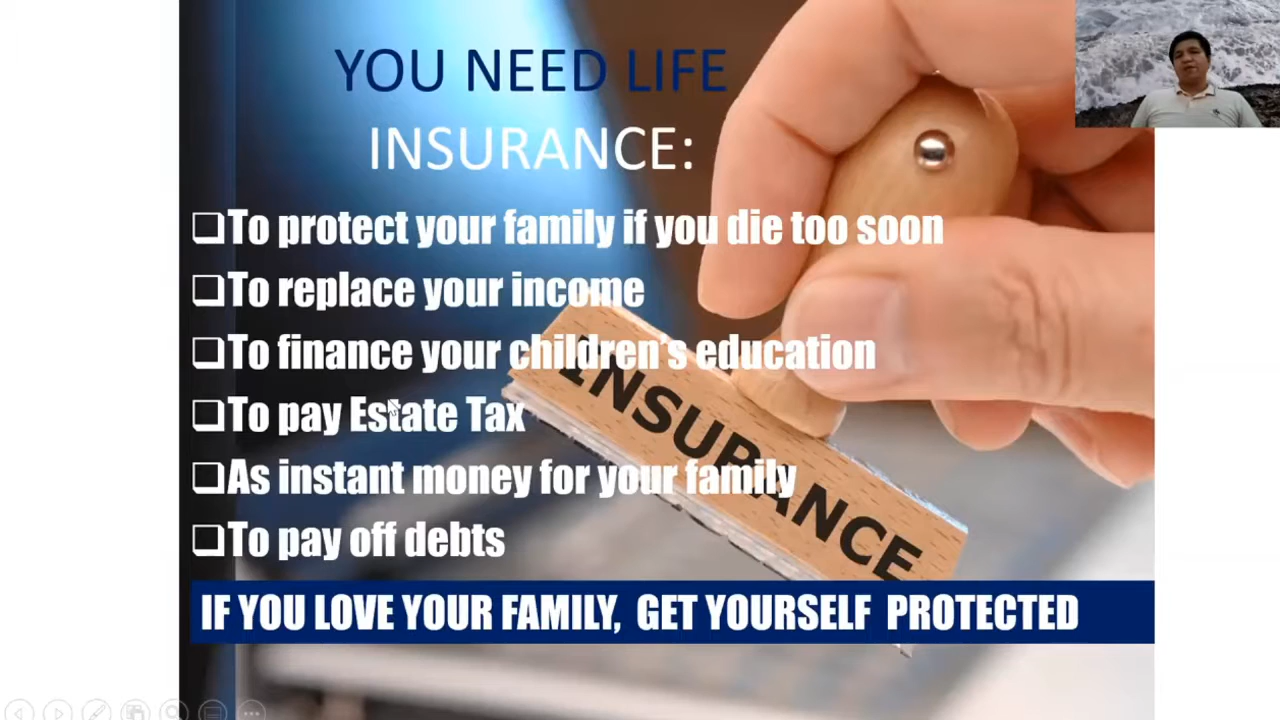 YOU NEED LIFE
INSURANCE:
To protect your family if you die too soon
To replace your income
To finance your children's education
To pay Estate Tax
As instant money for your family
To pay off debts
IF YOU LOVE YOUR FAMILY, GET YOURSELF PROTECTED
INSURANCE